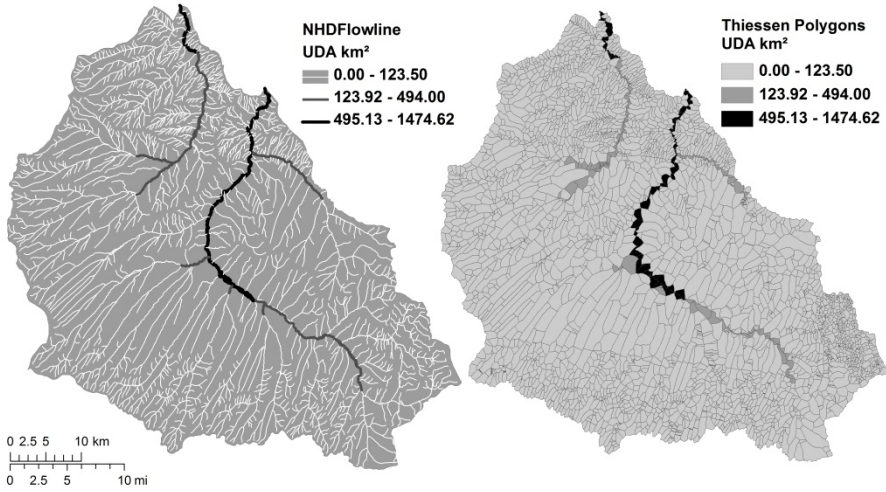 NHDFlowline
UDA km²
0.00 - 123.50
123.92 - 494.00
495.13 - 1474.62
Thiessen Polygons
UDA km²
0.00 - 123.50
123.92 - 494.00
495.13 - 1474.62
0 2.5 5 10 km
0 2.5 5 10 mi